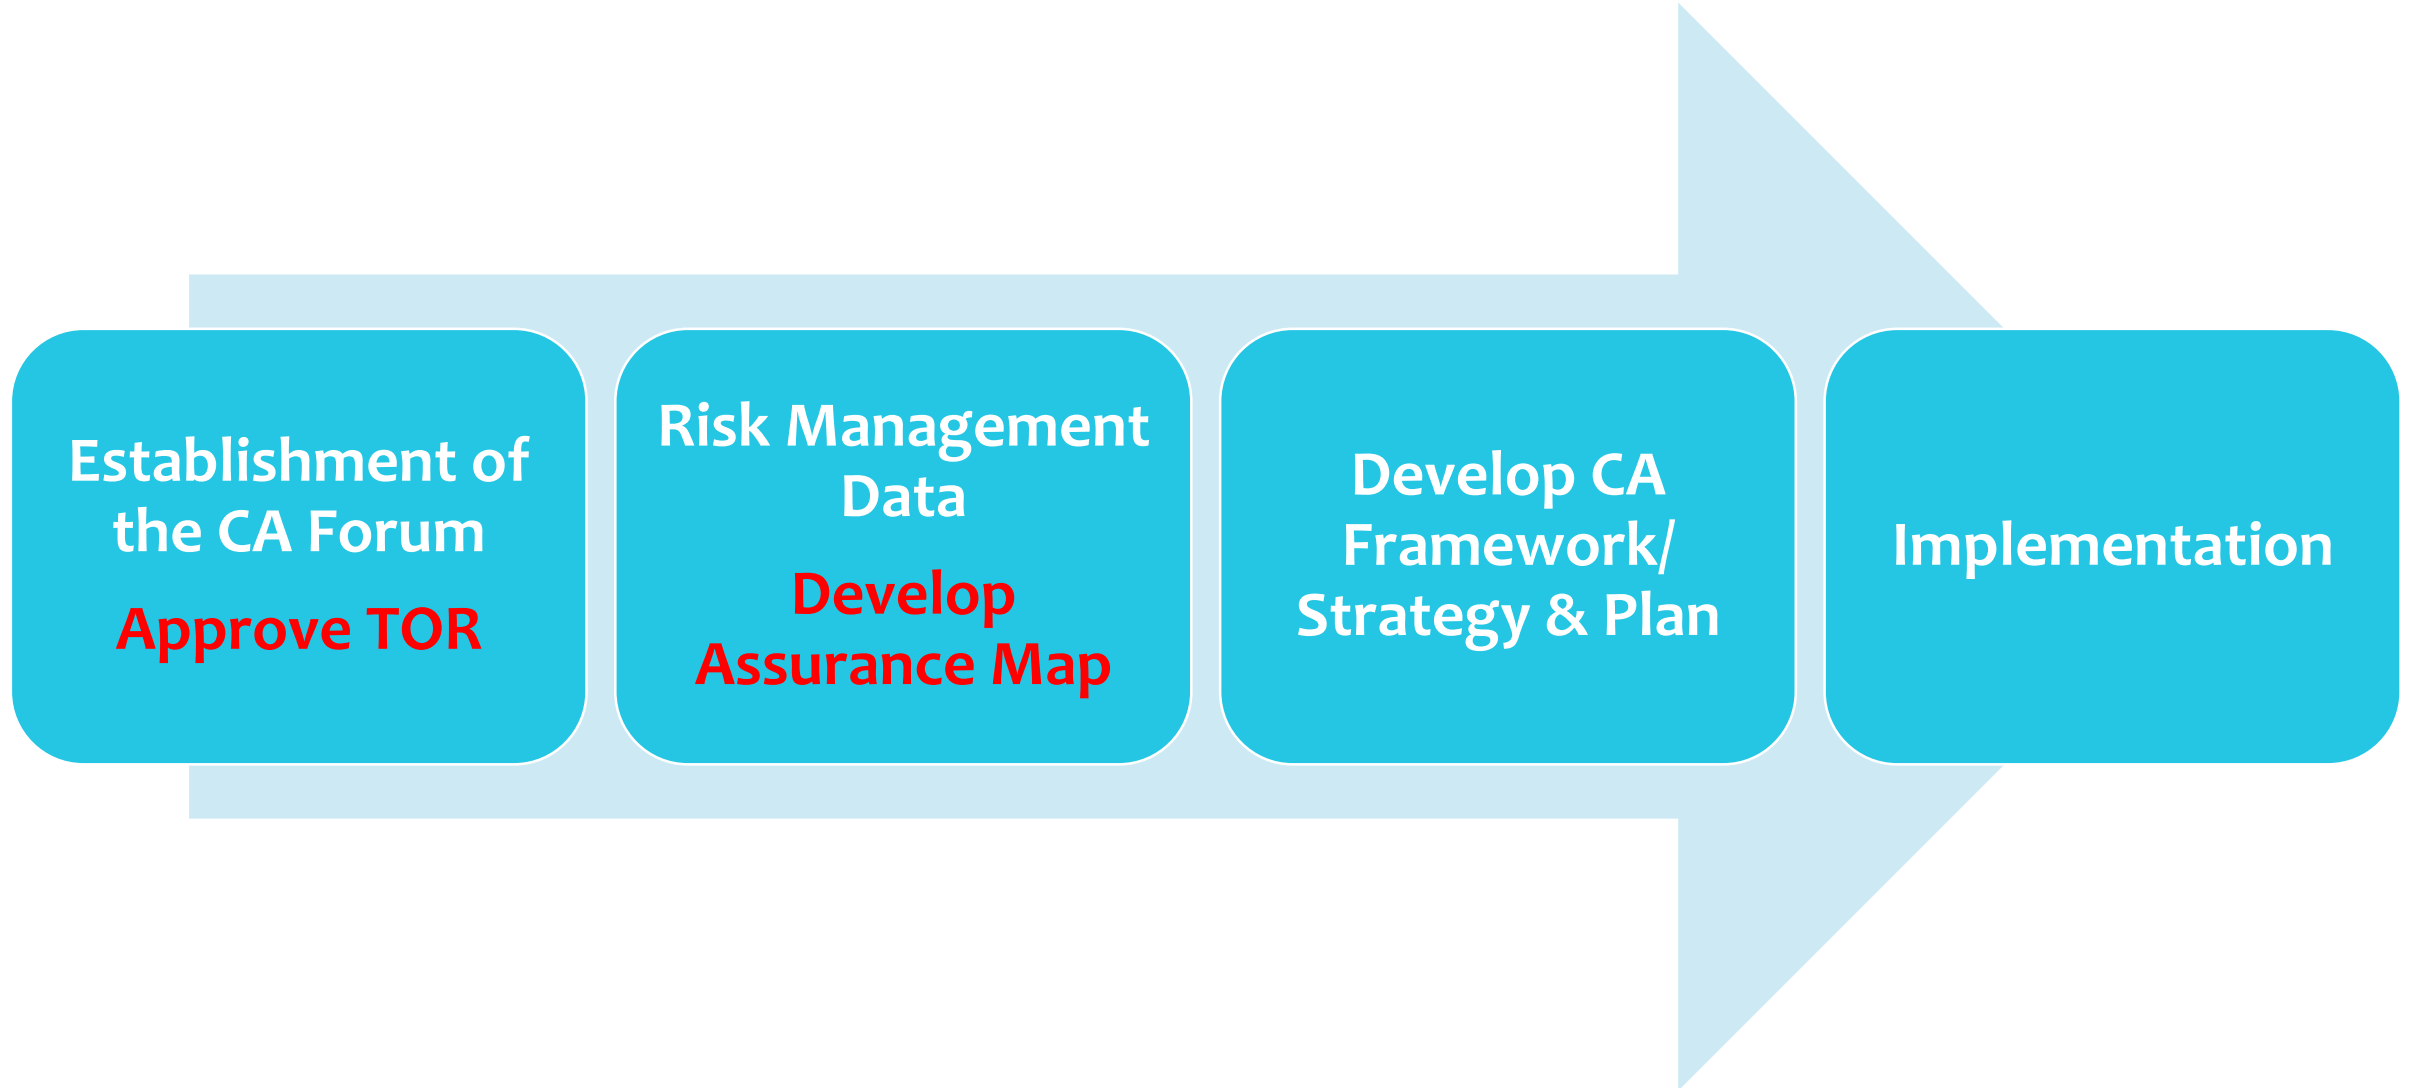 Establishment of
the CA Forum
Approve TOR
Risk Management
Data
Develop
Assurance Map
Develop CA
Framework/
Strategy & Plan
Implementation